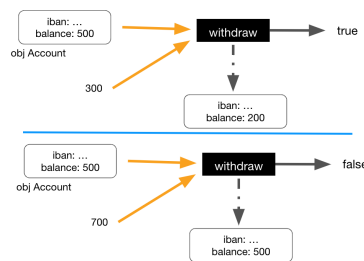 iban: ...
balance: 500
withdraw
true
obj Account
300
iban: ...
balance: 200
iban: ...
balance: 500
withdraw
false
obj Account
700
iban: ...
balance: 500